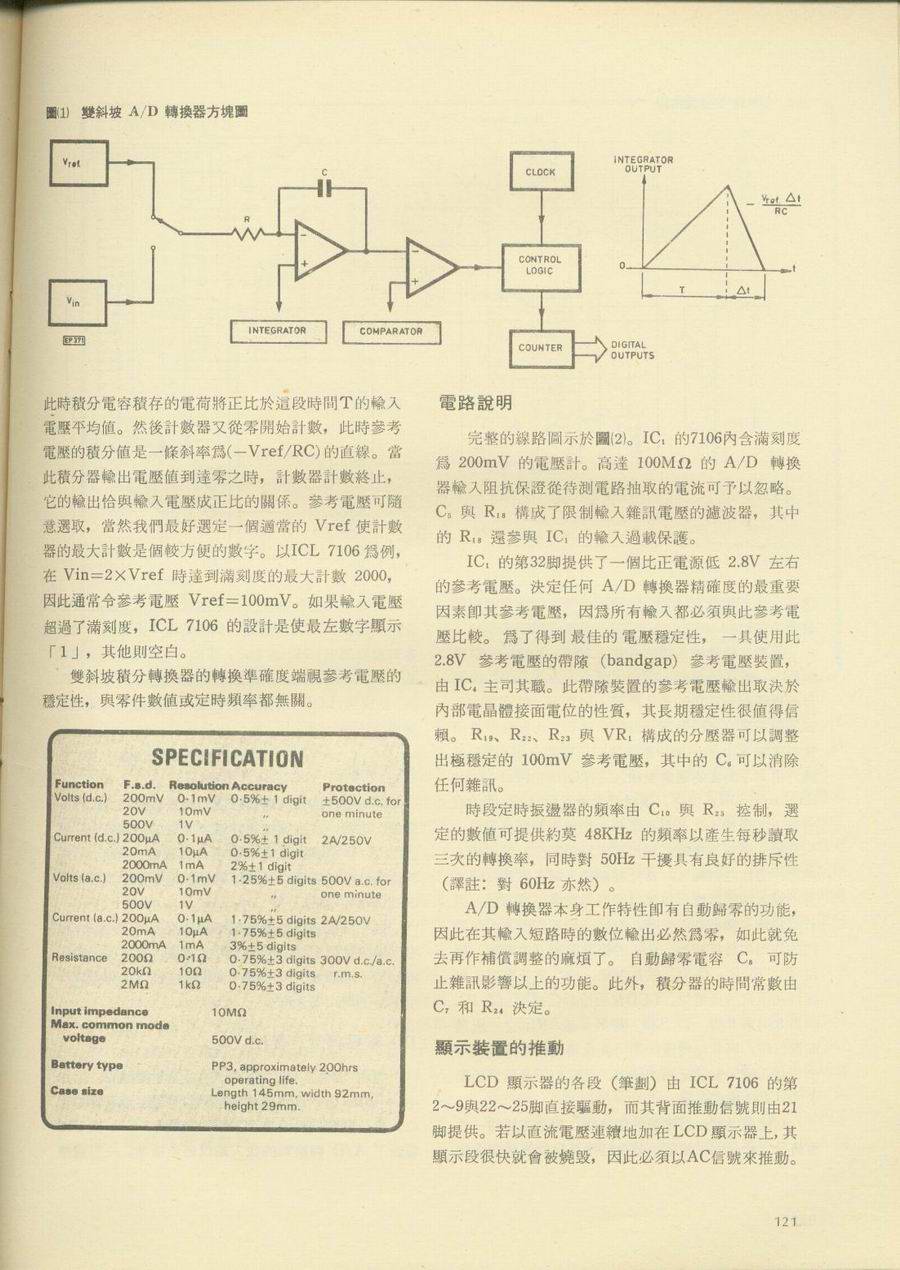 圖(1) 雙斜坡 A/D 轉換器方塊圖
Vref
Vin
EP371
R
C
−
+
−
+
INTEGRATOR
COMPARATOR
CLOCK
CONTROL
LOGIC
COUNTER
DIGITAL
OUTPUTS
INTEGRATOR
OUTPUT
− Vref. Δt
RC
0
t
T
Δt
此時積分電容積存的電荷將正比於這段時間T的輸入
電壓平均值。然後計數器又從零開始計數，此時參考
電壓的積分值是一條斜率爲(−Vref/RC)的直線。當
此積分器輸出電壓值到達零之時，計數器計數終止，
它的輸出恰與輸入電壓成正比的關係。參考電壓可隨
意選取，當然我們最好選定一個適當的 Vref 使計數
器的最大計數是個較方便的數字。以ICL 7106 爲例，
在 Vin=2×Vref 時達到滿刻度的最大計數 2000，
因此通常令參考電壓 Vref=100mV。如果輸入電壓
超過了滿刻度，ICL 7106 的設計是使最左數字顯示
「1」，其他則空白。
雙斜坡積分轉換器的轉換準確度端視參考電壓的
穩定性，與零件數值或定時頻率都無關。
SPECIFICATION
Function F.s.d. Resolution Accuracy Protection
Volts (d.c.) 200mV 0·1mV 0·5%± 1 digit ±500V d.c. for
20V 10mV ,, one minute
500V 1V
Current (d.c.) 200µA 0·1µA 0·5%± 1 digit 2A/250V
20mA 10µA 0·5%±1 digit
2000mA 1mA 2%±1 digit
Volts (a.c.) 200mV 0·1mV 1·25%±5 digits 500V a.c. for
20V 10mV ,, one minute
500V 1V ,,
Current (a.c.) 200µA 0·1µA 1·75%±5 digits 2A/250V
20mA 10µA 1·75%±5 digits
2000mA 1mA 3%±5 digits
Resistance 200Ω 0·1Ω 0·75%±3 digits 300V d.c./a.c.
20kΩ 10Ω 0·75%±3 digits r.m.s.
2MΩ 1kΩ 0·75%±3 digits
Input impedance 10MΩ
Max. common mode
voltage 500V d.c.
Battery type PP3, approximately 200hrs
operating life.
Case size Length 145mm, width 92mm,
height 29mm.
電路說明
完整的線路圖示於圖(2)。IC₁ 的7106內含滿刻度
爲 200mV 的電壓計。高達 100MΩ 的 A/D 轉換
器輸入阻抗保證從待測電路抽取的電流可予以忽略。
C₅ 與 R₁₈ 構成了限制輸入雜訊電壓的濾波器，其中
的 R₁₈ 還參與 IC₁ 的輸入過載保護。
IC₁ 的第32脚提供了一個比正電源低 2.8V 左右
的參考電壓。決定任何 A/D 轉換器精確度的最重要
因素卽其參考電壓，因爲所有輸入都必須與此參考電
壓比較。 爲了得到 最佳的 電壓穩定性， 一具使用此
2.8V 參考電壓的帶隙（bandgap）參考電壓裝置，
由 IC₄ 主司其職。此帶隙裝置的參考電壓輸出取決於
內部電晶體接面電位的性質，其長期穩定性很值得信
賴。 R₁₉、 R₂₂、 R₂₃ 與 VR₁ 構成的分壓器可以調整
出極穩定的 100mV 參考電壓，其中的 C₆ 可以消除
任何雜訊。
時段定時振盪器的頻率由 C₁₀ 與 R₂₅ 控制，選
定的數值可提供約莫 48KHz 的頻率以產生每秒讀取
三次的轉換率，同時對 50Hz 干擾具有良好的排斥性
（譯註：對 60Hz 亦然）。
A/D 轉換器本身工作特性卽有自動歸零的功能，
因此在其輸入短路時的數位輸出必然爲零，如此就免
去再作補償調整的麻煩了。 自動歸零電容 C₈ 可防
止雜訊影響以上的功能。此外，積分器的時間常數由
C₇ 和 R₂₄ 決定。
顯示裝置的推動
LCD 顯示器的各段（筆劃）由 ICL 7106 的第
2～9與22～25脚直接驅動，而其背面推動信號則由21
脚提供。若以直流電壓連續地加在 LCD 顯示器上，其
顯示段很快就會被燒毀，因此必須以AC信號來推動。
121